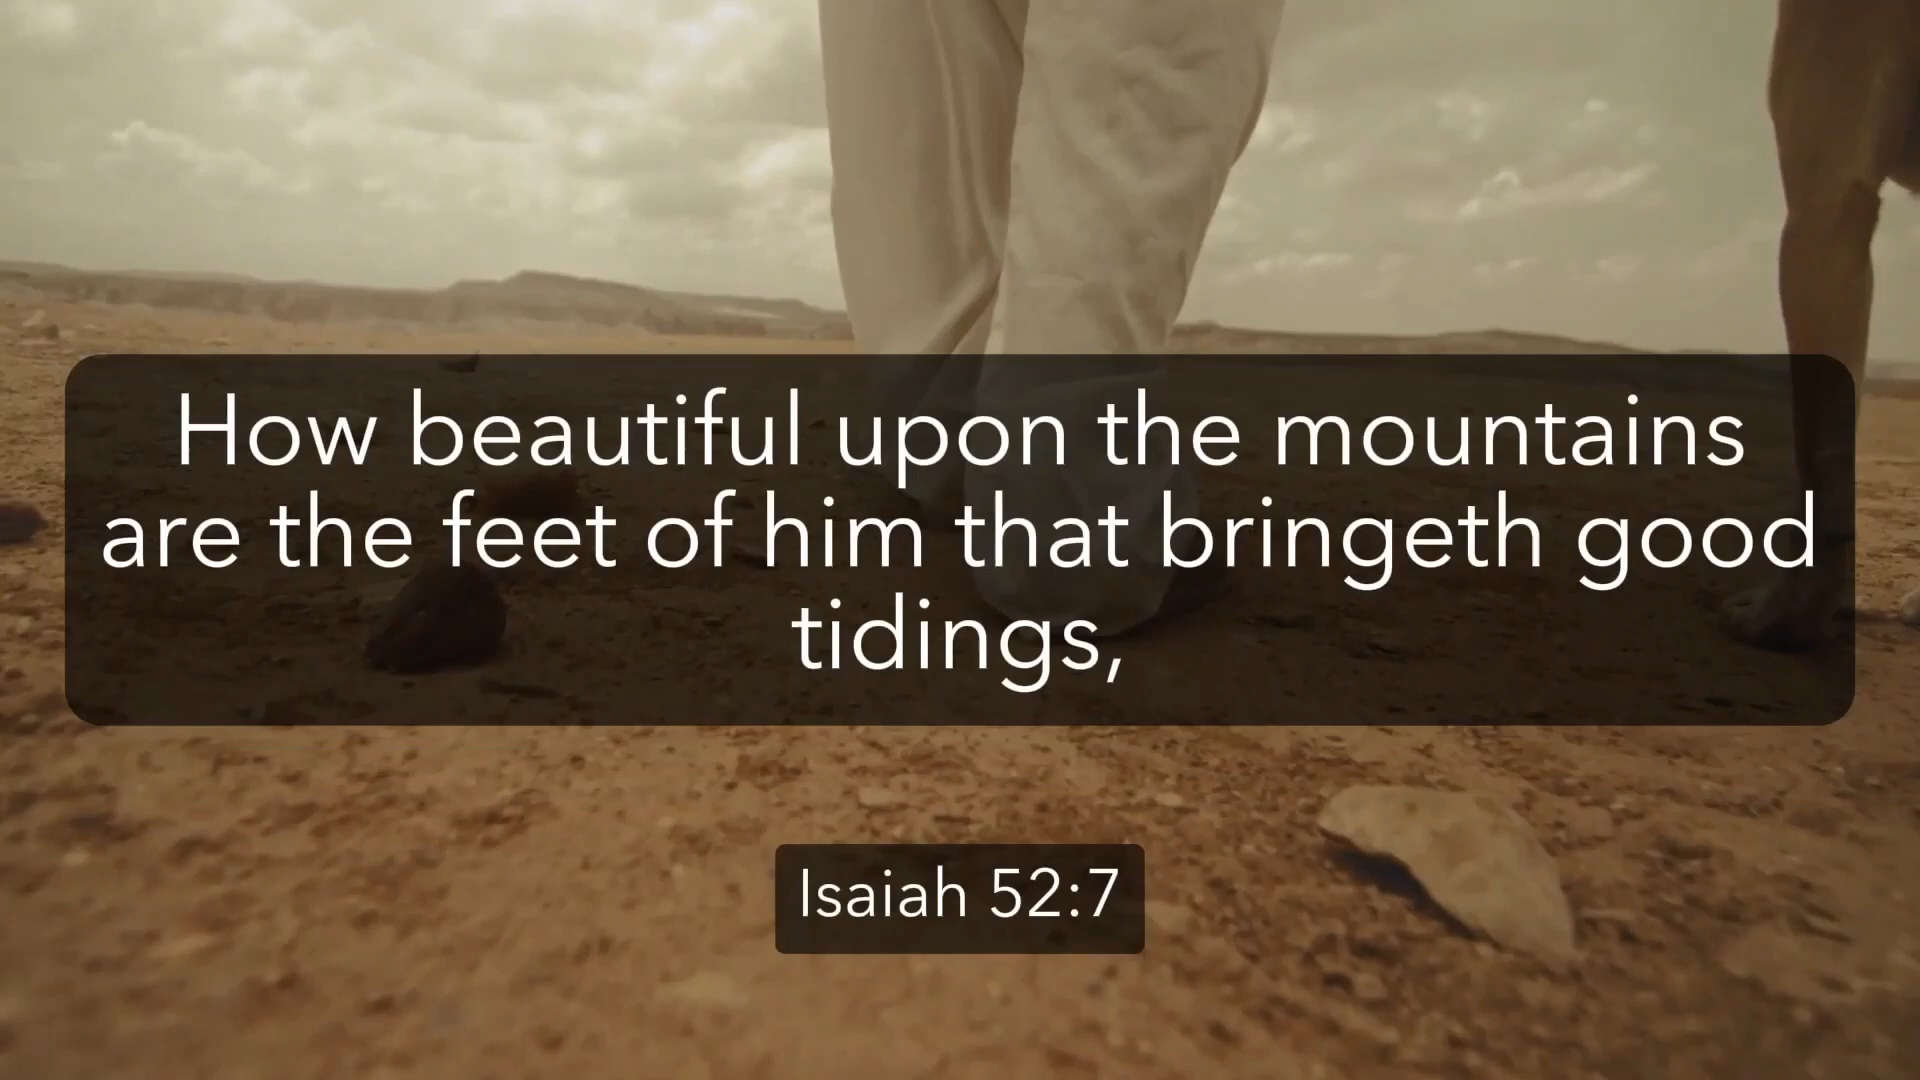 How beautiful upon the mountains
are the feet of him that bringeth good
tidings,
Isaiah 52:7